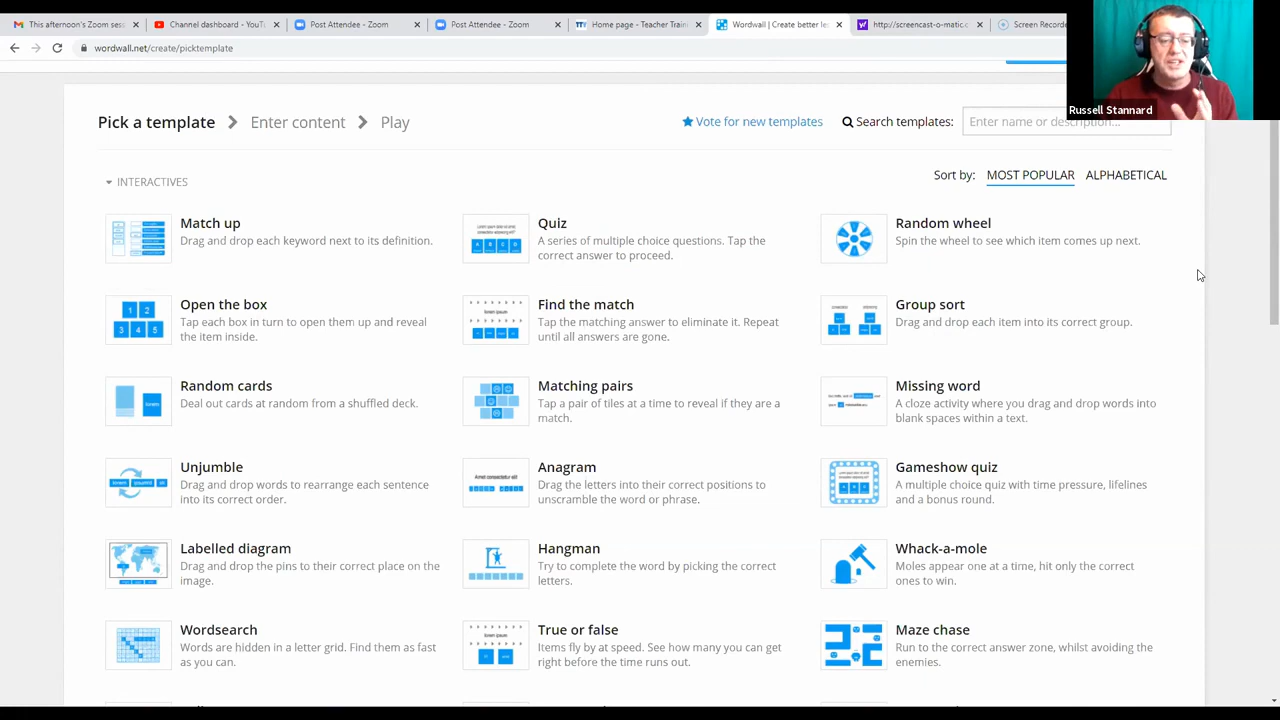 This afternoon's Zoom sess
Channel dashboard - YouT
Post Attendee - Zoom
Post Attendee - Zoom
Home page - Teacher Train
Wordwall | Create better le
http://screencast-o-matic.c
Screen Recorde
wordwall.net/create/picktemplate
Russell Stannard
Pick a template
Enter content
Play
Vote for new templates
Search templates:
Enter name or description...
INTERACTIVES
Sort by: MOST POPULAR ALPHABETICAL
Match up
Drag and drop each keyword next to its definition.
Quiz
A series of multiple choice questions. Tap the
correct answer to proceed.
Random wheel
Spin the wheel to see which item comes up next.
Open the box
Tap each box in turn to open them up and reveal
the item inside.
Find the match
Tap the matching answer to eliminate it. Repeat
until all answers are gone.
Group sort
Drag and drop each item into its correct group.
Random cards
Deal out cards at random from a shuffled deck.
Matching pairs
Tap a pair of tiles at a time to reveal if they are a
match.
Missing word
A cloze activity where you drag and drop words into
blank spaces within a text.
Unjumble
Drag and drop words to rearrange each sentence
into its correct order.
Anagram
Drag the letters into their correct positions to
unscramble the word or phrase.
Gameshow quiz
A multiple choice quiz with time pressure, lifelines
and a bonus round.
Labelled diagram
Drag and drop the pins to their correct place on the
image.
Hangman
Try to complete the word by picking the correct
letters.
Whack-a-mole
Moles appear one at a time, hit only the correct
ones to win.
Wordsearch
Words are hidden in a letter grid. Find them as fast
as you can.
True or false
Items fly by at speed. See how many you can get
right before the time runs out.
Maze chase
Run to the correct answer zone, whilst avoiding the
enemies.